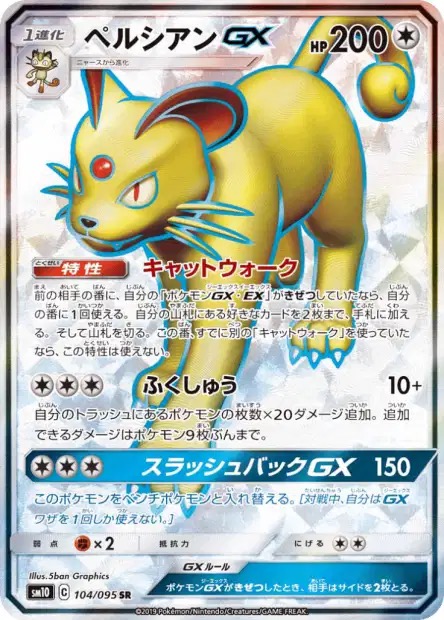 1進化 ペルシアンGX HP200
ニャースから進化
特性 キャットウォーク
前の相手の番に、自分の「ポケモンGX・EX」がきぜつしていたなら、自分
の番に1回使える。自分の山札にある好きなカードを2枚まで、手札に加え
る。そして山札を切る。この番、すでに別の「キャットウォーク」を使ってい
たなら、この特性は使えない。
ふくしゅう 10+
自分のトラッシュにあるポケモンの枚数×20ダメージ追加。追加
できるダメージはポケモン9枚ぶんまで。
スラッシュバックGX 150
このポケモンをベンチポケモンと入れ替える。[対戦中、自分はGX
ワザを1回しか使えない。]
弱点 ×2 抵抗力 にげる
GXルール
Illus.5ban Graphics
ポケモンGXがきぜつしたとき、相手はサイドを2枚とる。
sm10 C 104/095 SR
©2019 Pokémon/Nintendo/Creatures/GAME FREAK.